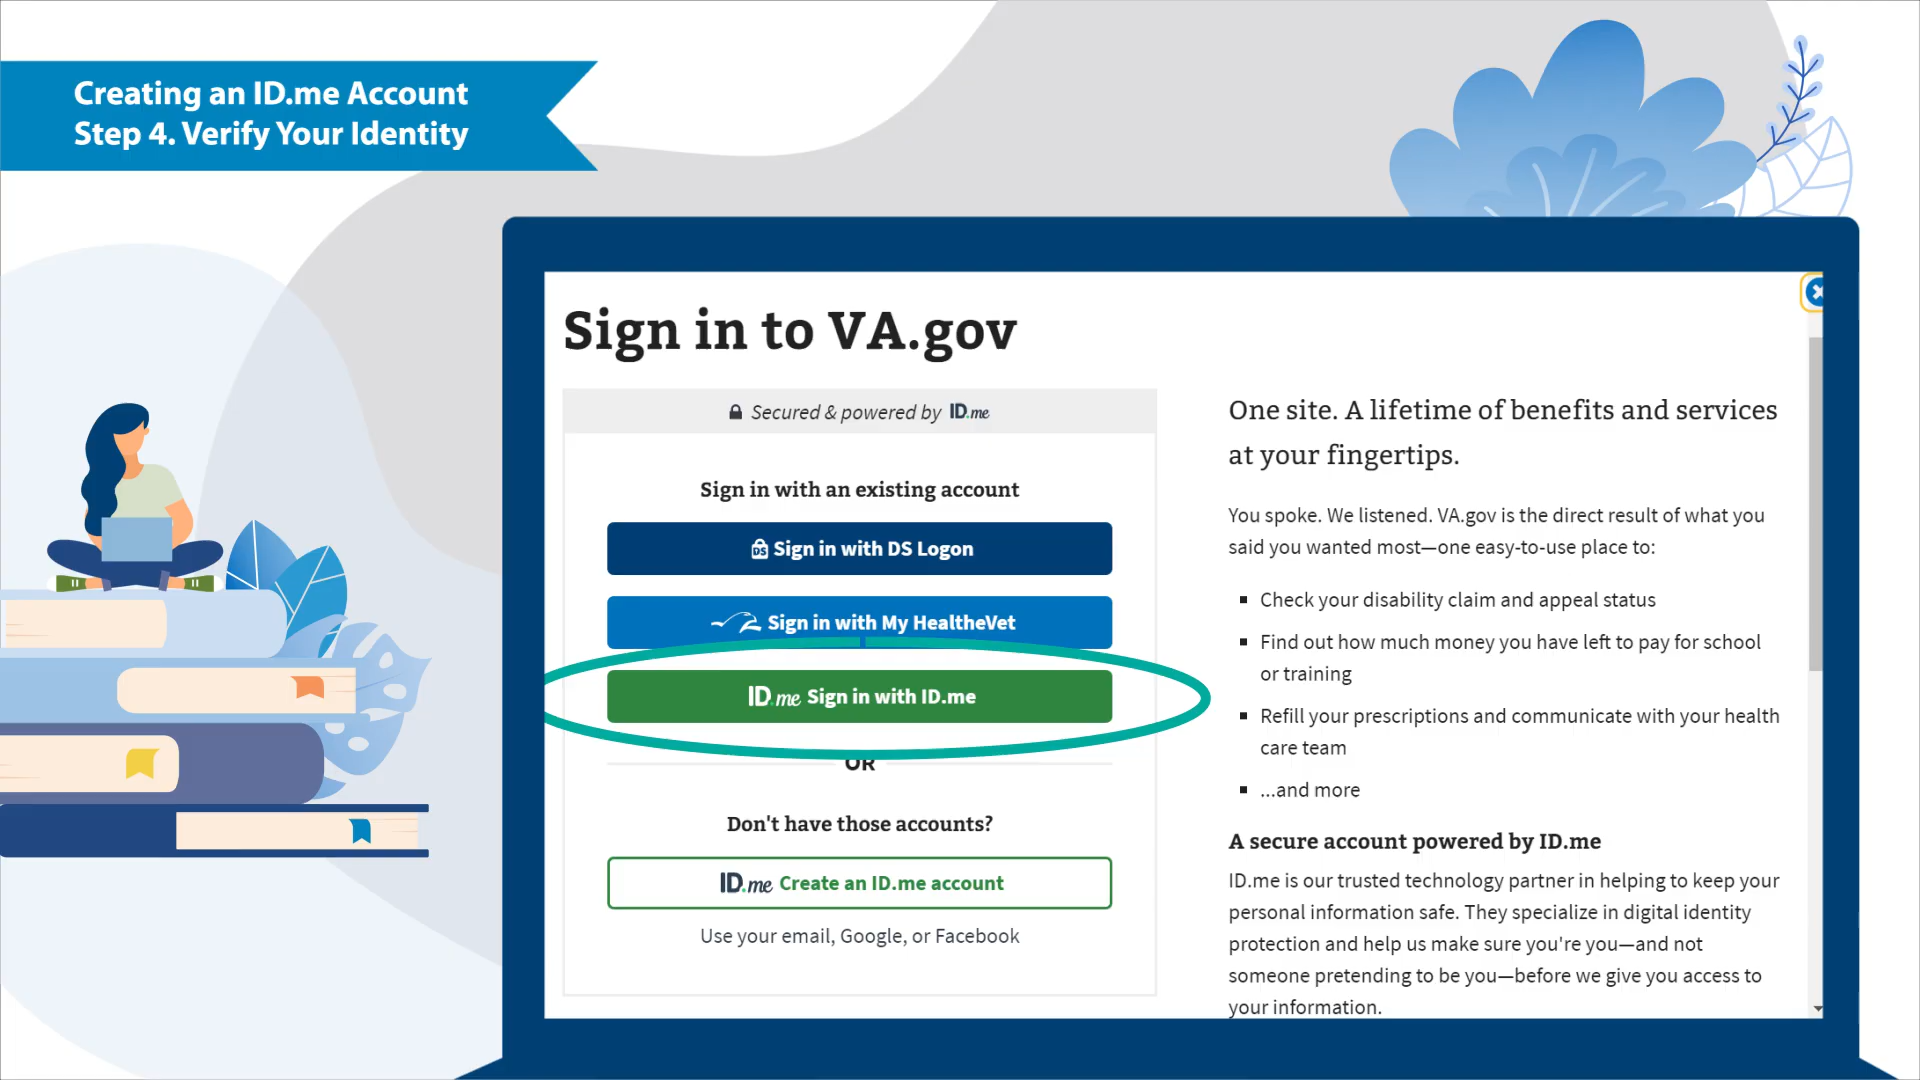 Creating an ID.me Account
Step 4. Verify Your Identity
Sign in to VA.gov
Secured & powered by ID.me
Sign in with an existing account
DS Sign in with DS Logon
Sign in with My HealtheVet
ID.me Sign in with ID.me
OR
Don't have those accounts?
ID.me Create an ID.me account
Use your email, Google, or Facebook
One site. A lifetime of benefits and services
at your fingertips.
You spoke. We listened. VA.gov is the direct result of what you
said you wanted most—one easy-to-use place to:
Check your disability claim and appeal status
Find out how much money you have left to pay for school
or training
Refill your prescriptions and communicate with your health
care team
...and more
A secure account powered by ID.me
ID.me is our trusted technology partner in helping to keep your
personal information safe. They specialize in digital identity
protection and help us make sure you're you—and not
someone pretending to be you—before we give you access to
your information.